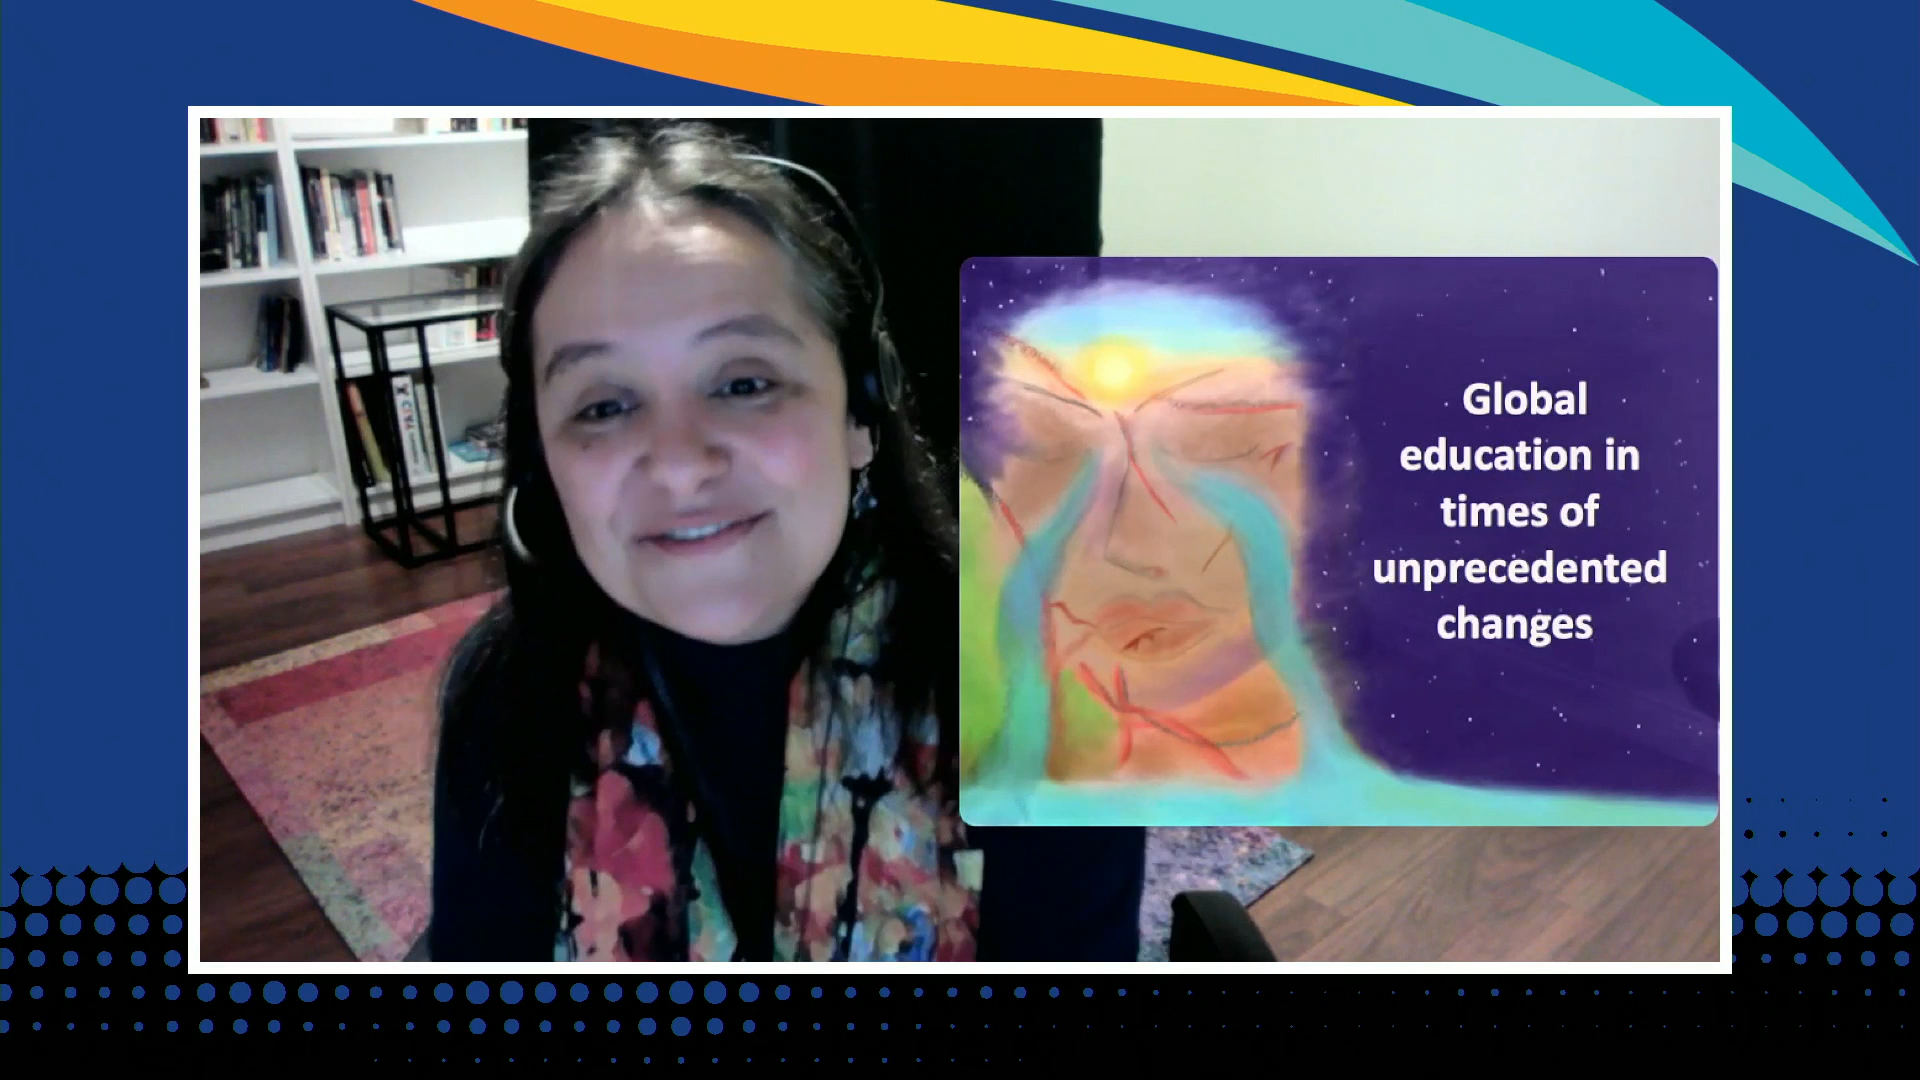 Global
education in
times of
unprecedented
changes